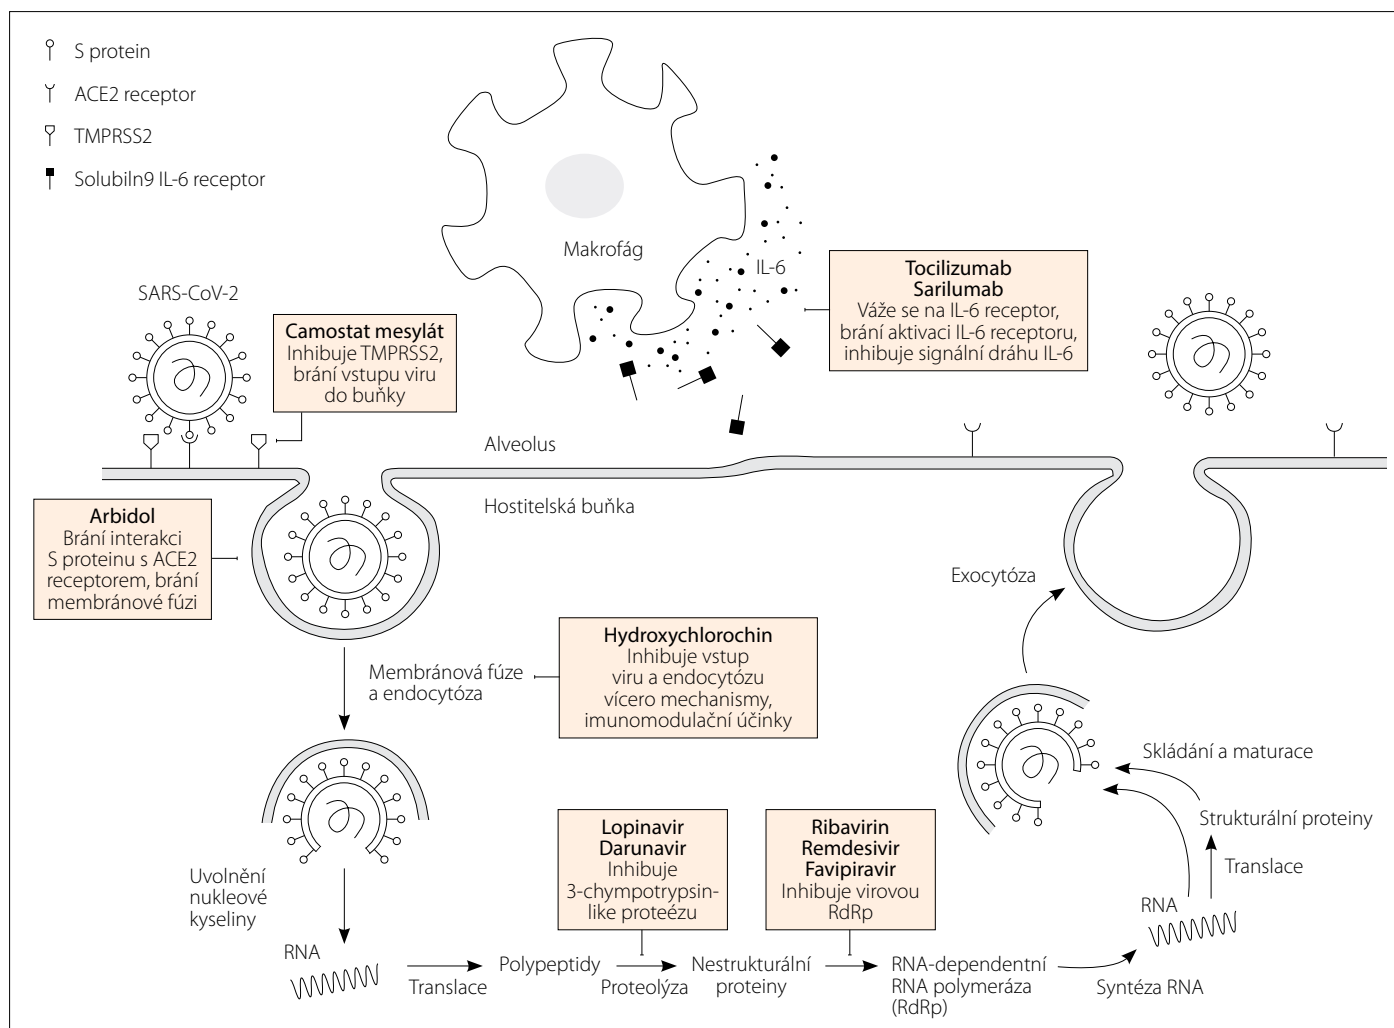 S protein
ACE2 receptor
TMPRSS2
Solubiln9 IL-6 receptor
Makrofág
IL-6
Tocilizumab
Sarilumab
Váže se na IL-6 receptor,
brání aktivaci IL-6 receptoru,
inhibuje signální dráhu IL-6
SARS-CoV-2
Camostat mesylát
Inhibuje TMPRSS2,
brání vstupu viru
do buňky
Alveolus
Hostitelská buňka
Arbidol
Brání interakci
S proteinu s ACE2
receptorem, brání
membránové fúzi
Exocytóza
Membránová fúze
a endocytóza
Hydroxychlorochin
Inhibuje vstup
viru a endocytózu
vícero mechanismy,
imunomodulační účinky
Skládání a maturace
Strukturální proteiny
Translace
RNA
Uvolnění
nukleové
kyseliny
RNA
Translace
Polypeptidy
Lopinavir
Darunavir
Inhibuje
3-chympotrypsin-
like proteézu
Proteolýza
Nestrukturální
proteiny
Ribavirin
Remdesivir
Favipiravir
Inhibuje virovou
RdRp
RNA-dependentní
RNA polymeráza
(RdRp)
Syntéza RNA